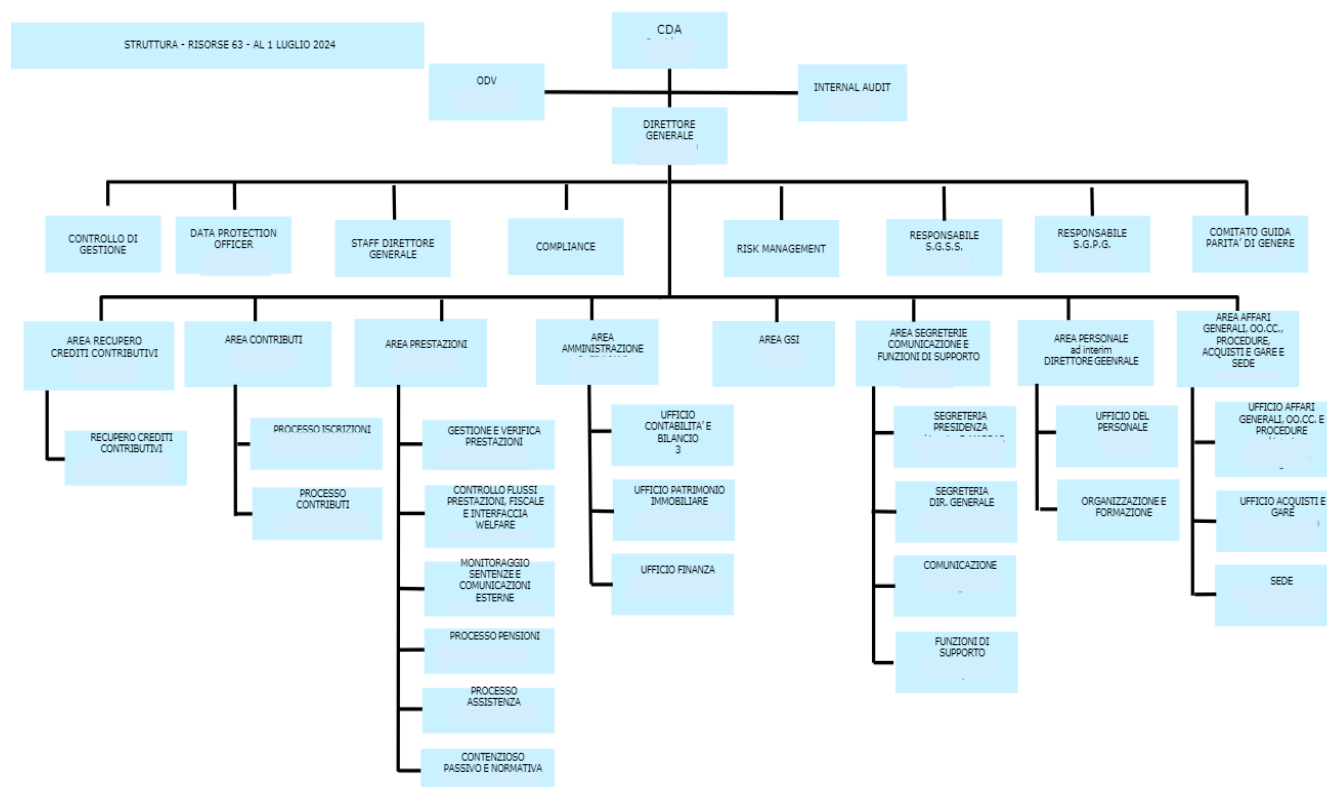 STRUTTURA - RISORSE 63 - AL 1 LUGLIO 2024
CDA
ODV
INTERNAL AUDIT
DIRETTORE
GENERALE
CONTROLLO DI
GESTIONE
DATA PROTECTION
OFFICER
STAFF DIRETTORE
GENERALE
COMPLIANCE
RISK MANAGEMENT
RESPONSABILE
S.G.S.S.
RESPONSABILE
S.G.P.G.
COMITATO GUIDA
PARITA' DI GENERE
AREA RECUPERO
CREDITI CONTRIBUTIVI
AREA CONTRIBUTI
AREA PRESTAZIONI
AREA
AMMINISTRAZIONE
AREA GSI
AREA SEGRETERIE
COMUNICAZIONE E
FUNZIONI DI SUPPORTO
AREA PERSONALE
ad interim
DIRETTORE GEENRALE
AREA AFFARI
GENERALI, OO.CC.,
PROCEDURE,
ACQUISTI E GARE E
SEDE
RECUPERO CREDITI
CONTRIBUTIVI
PROCESSO ISCRIZIONI
PROCESSO
CONTRIBUTI
GESTIONE E VERIFICA
PRESTAZIONI
CONTROLLO FLUSSI
PRESTAZIONI, FISCALE
E INTERFACCIA
WELFARE
MONITORAGGIO
SENTENZE E
COMUNICAZIONI
ESTERNE
PROCESSO PENSIONI
PROCESSO
ASSISTENZA
CONTENZIOSO
PASSIVO E NORMATIVA
UFFICIO
CONTABILITA' E
BILANCIO
3
UFFICIO PATRIMONIO
IMMOBILIARE
UFFICIO FINANZA
SEGRETERIA
PRESIDENZA
SEGRETERIA
DIR. GENERALE
COMUNICAZIONE
FUNZIONI DI
SUPPORTO
UFFICIO DEL
PERSONALE
ORGANIZZAZIONE E
FORMAZIONE
UFFICIO AFFARI
GENERALI, OO.CC. E
PROCEDURE
UFFICIO ACQUISTI E
GARE
SEDE